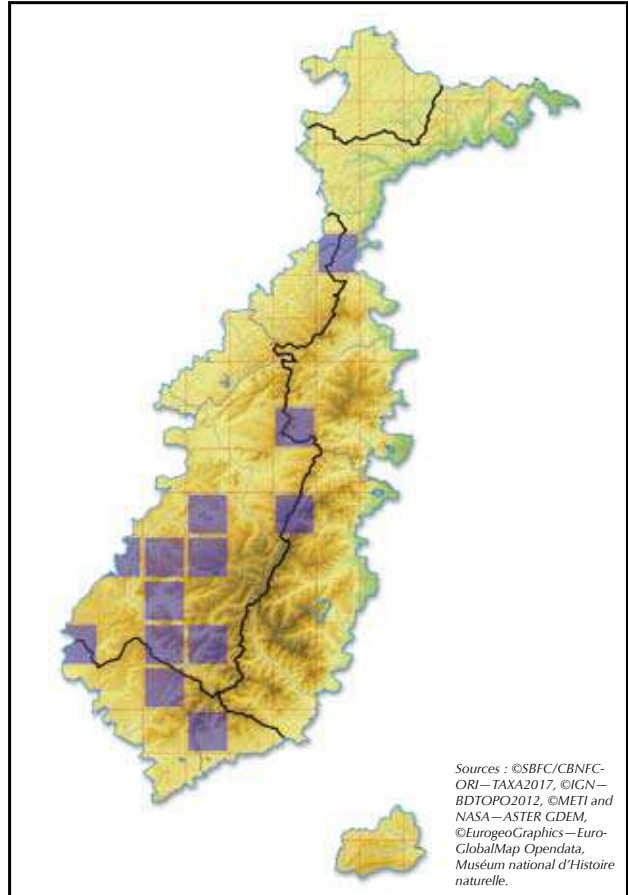 Sources : ©SBFC/CBNFC-
ORI—TAXA2017, ©IGN—
BDTOPO2012, ©METI and
NASA—ASTER GDEM,
©EurogeoGraphics—Euro-
GlobalMap Opendata,
Muséum national d'Histoire
naturelle.